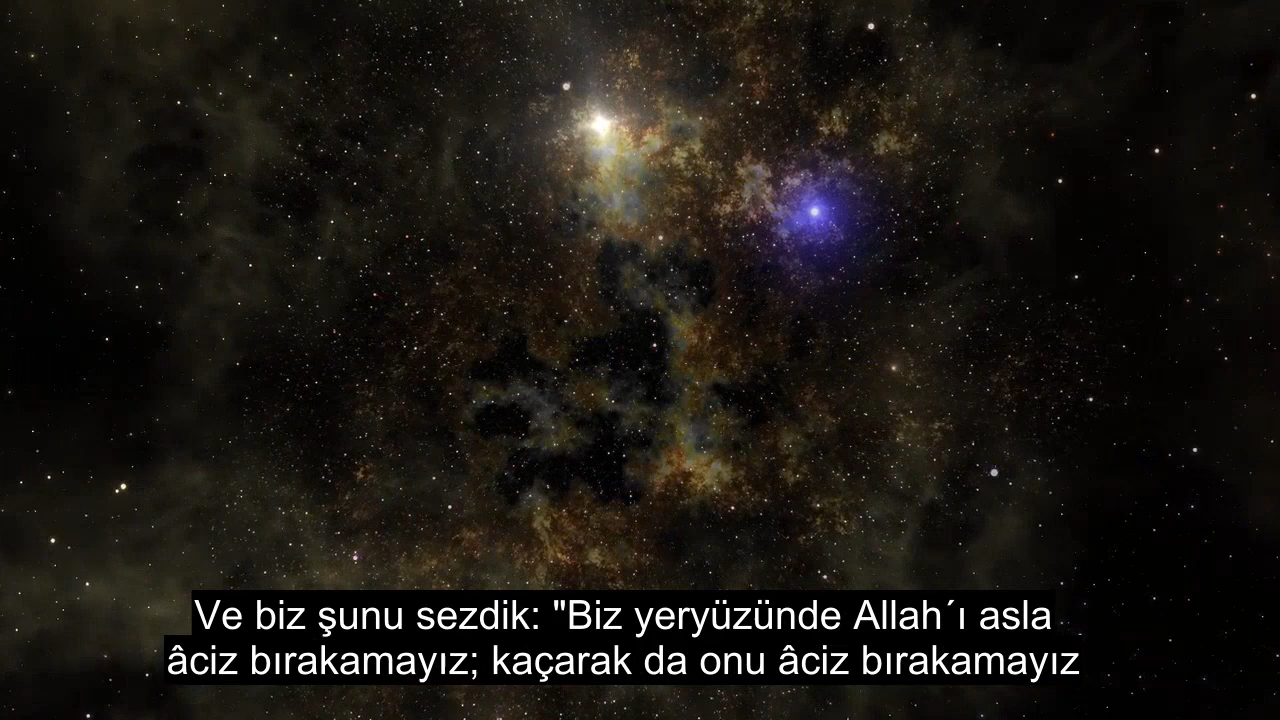 Ve biz şunu sezdik: "Biz yeryüzünde Allah´ı asla
âciz bırakamayız; kaçarak da onu âciz bırakamayız